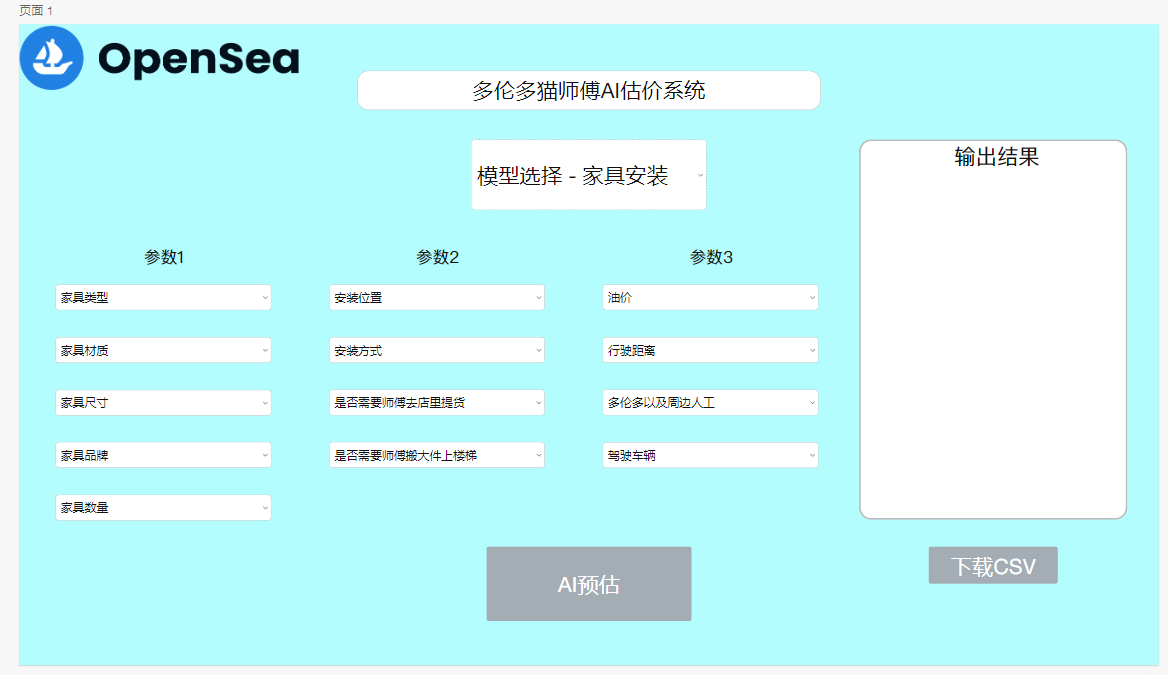 页面 1
OpenSea
多伦多猫师傅AI估价系统
模型选择 - 家具安装
输出结果
参数1
参数2
参数3
家具类型
安装位置
油价
家具材质
安装方式
行驶距离
家具尺寸
是否需要师傅去店里提货
多伦多以及周边人工
家具品牌
是否需要师傅搬大件上楼梯
驾驶车辆
家具数量
AI预估
下载CSV